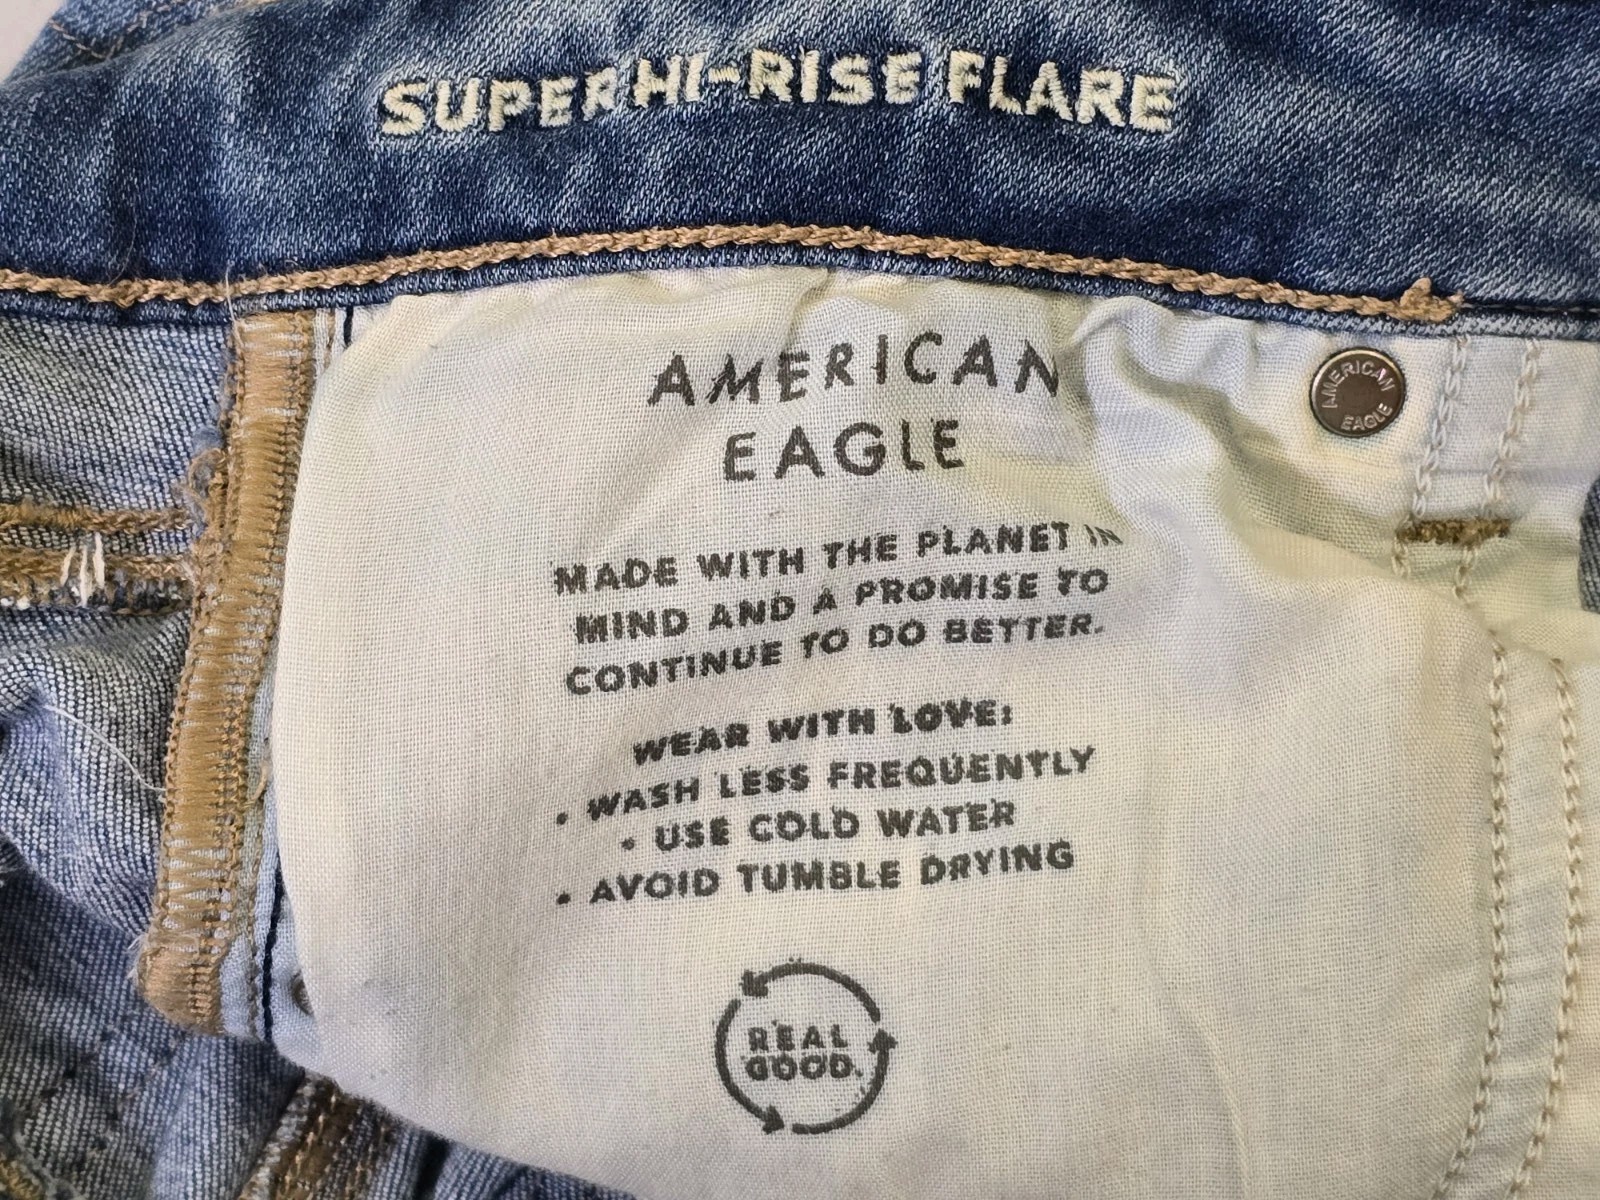 SUPER HI-RISE FLARE
AMERICAN
EAGLE
AMERICAN
EAGLE
MADE WITH THE PLANET IN
MIND AND A PROMISE TO
CONTINUE TO DO BETTER.
WEAR WITH LOVE:
• WASH LESS FREQUENTLY
• USE COLD WATER
• AVOID TUMBLE DRYING
REAL
GOOD.